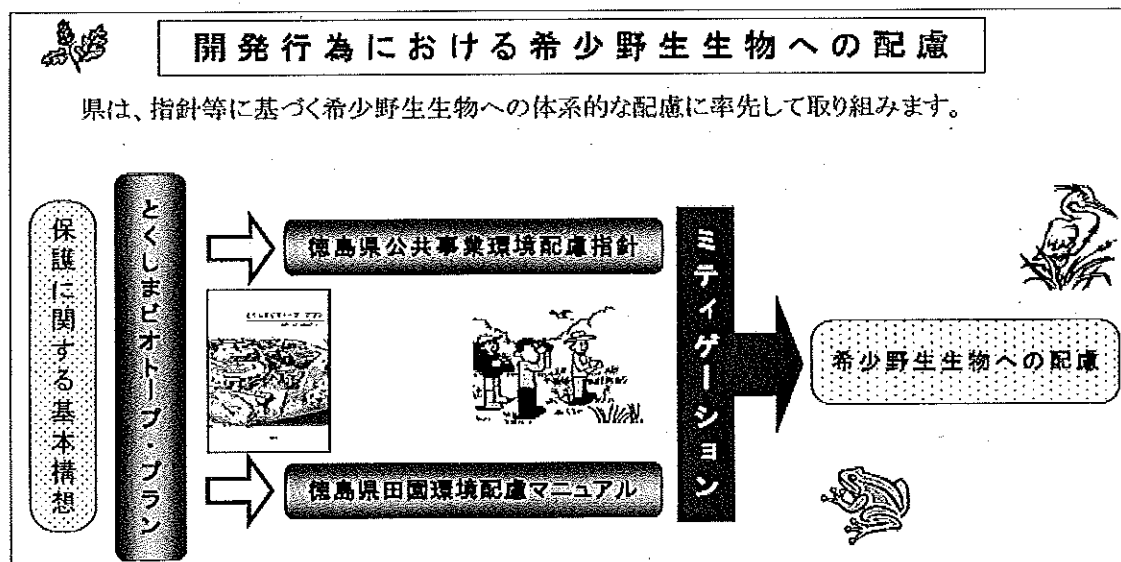 開発行為における希少野生生物への配慮
県は、指針等に基づく希少野生生物への体系的な配慮に率先して取り組みます。
保護に関する基本構想
とくしまビオトープ・プラン
徳島県公共事業環境配慮指針
徳島県田園環境配慮マニュアル
ミティゲーション
希少野生生物への配慮